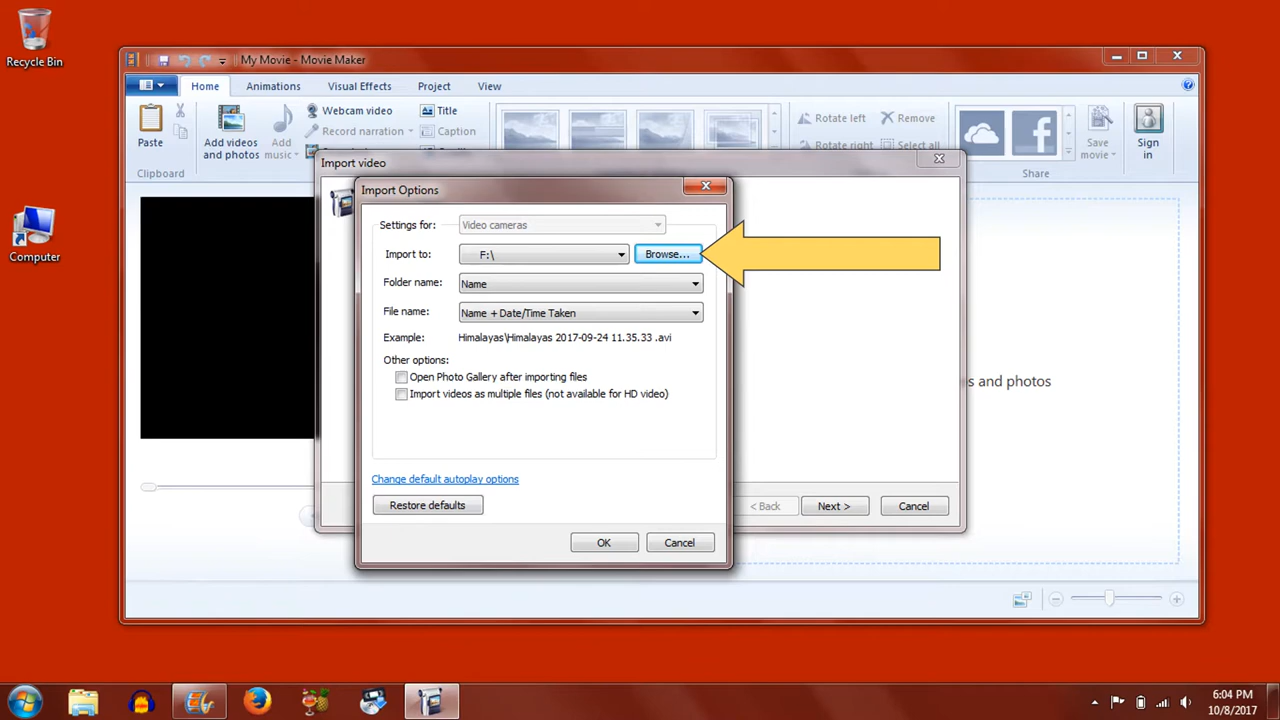 Recycle Bin
Computer
My Movie - Movie Maker
Home Animations Visual Effects Project View
Paste
Clipboard
Add videos
and photos
Add
music
Webcam video
Record narration
Title
Caption
Rotate left
Rotate right
Remove
Select all
Save
movie
Share
Sign
in
Import video
Import Options
Settings for: Video cameras
Import to: F:\ Browse...
Folder name: Name
File name: Name + Date/Time Taken
Example: Himalayas\Himalayas 2017-09-24 11.35.33 .avi
Other options:
Open Photo Gallery after importing files
Import videos as multiple files (not available for HD video)
Change default autoplay options
Restore defaults
OK Cancel
< Back Next > Cancel
s and photos
6:04 PM
10/8/2017